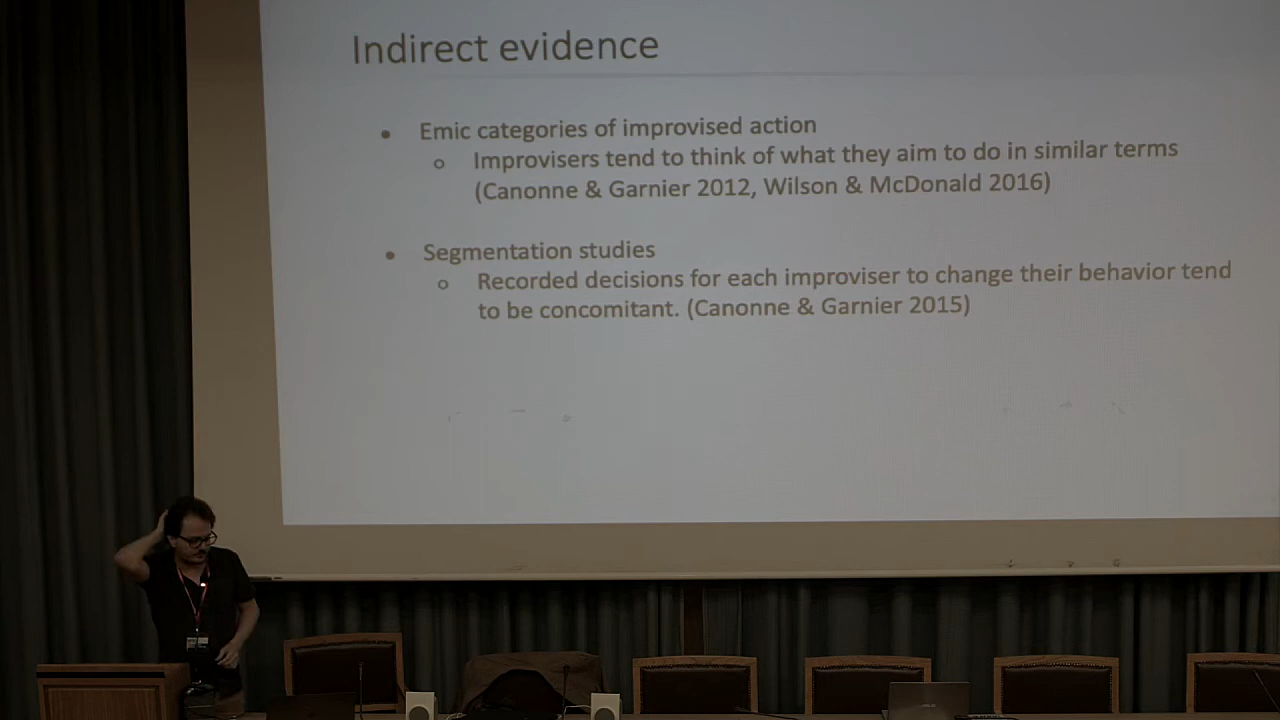 Indirect evidence
• Emic categories of improvised action
o Improvisers tend to think of what they aim to do in similar terms
(Canonne & Garnier 2012, Wilson & McDonald 2016)
• Segmentation studies
o Recorded decisions for each improviser to change their behavior tend
to be concomitant. (Canonne & Garnier 2015)